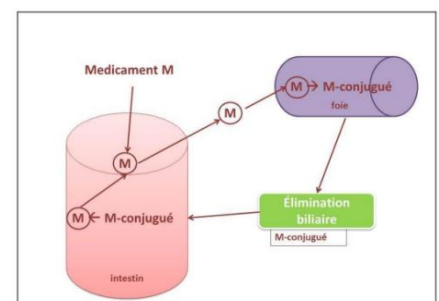 Medicament M
M
M
M → M-conjugué
foie
M ← M-conjugué
intestin
Élimination
biliaire
M-conjugué